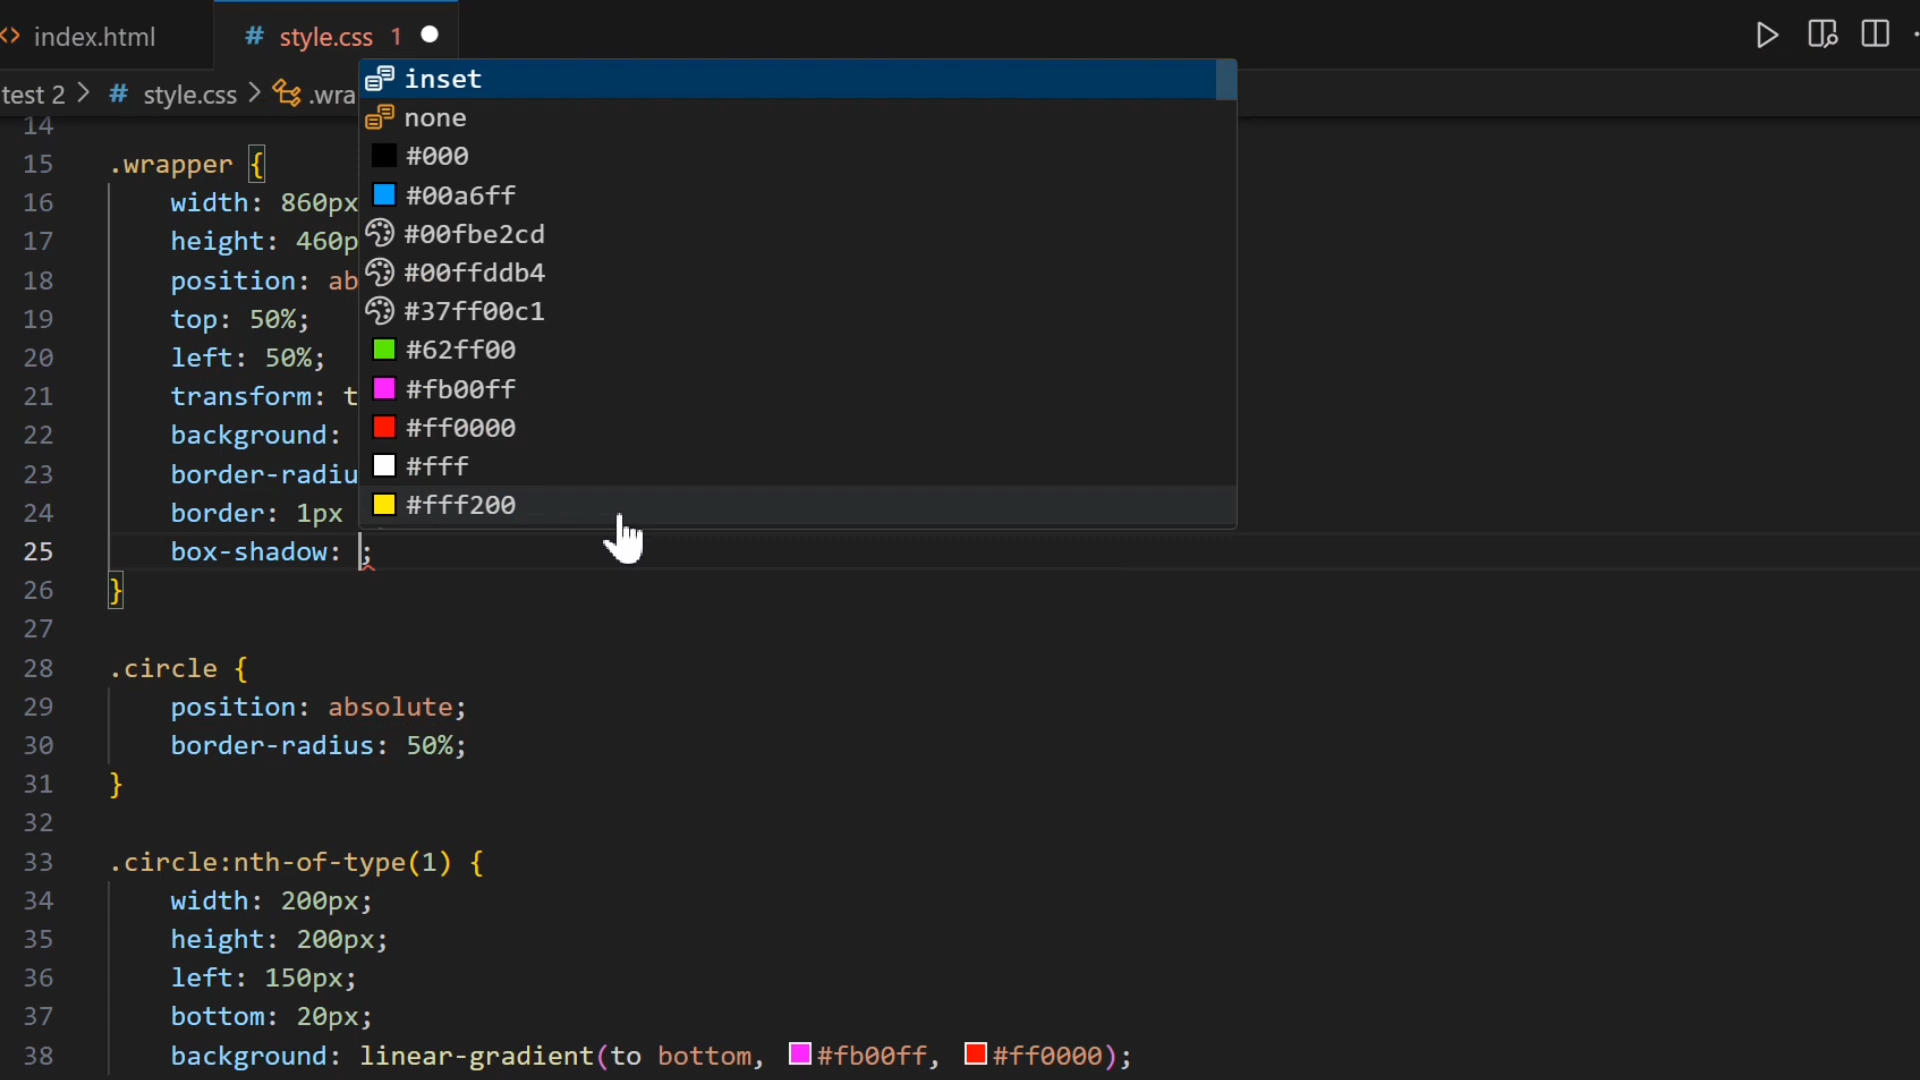 index.html
# style.css 1
test 2 > # style.css > .wra
inset
none
#000
#00a6ff
#00fbe2cd
#00ffddb4
#37ff00c1
#62ff00
#fb00ff
#ff0000
#fff
#fff200
14
15 .wrapper {
16 width: 860px
17 height: 460p
18 position: ab
19 top: 50%;
20 left: 50%;
21 transform: t
22 background:
23 border-radiu
24 border: 1px
25 box-shadow: ;
26 }
27
28 .circle {
29 position: absolute;
30 border-radius: 50%;
31 }
32
33 .circle:nth-of-type(1) {
34 width: 200px;
35 height: 200px;
36 left: 150px;
37 bottom: 20px;
38 background: linear-gradient(to bottom, #fb00ff, #ff0000);